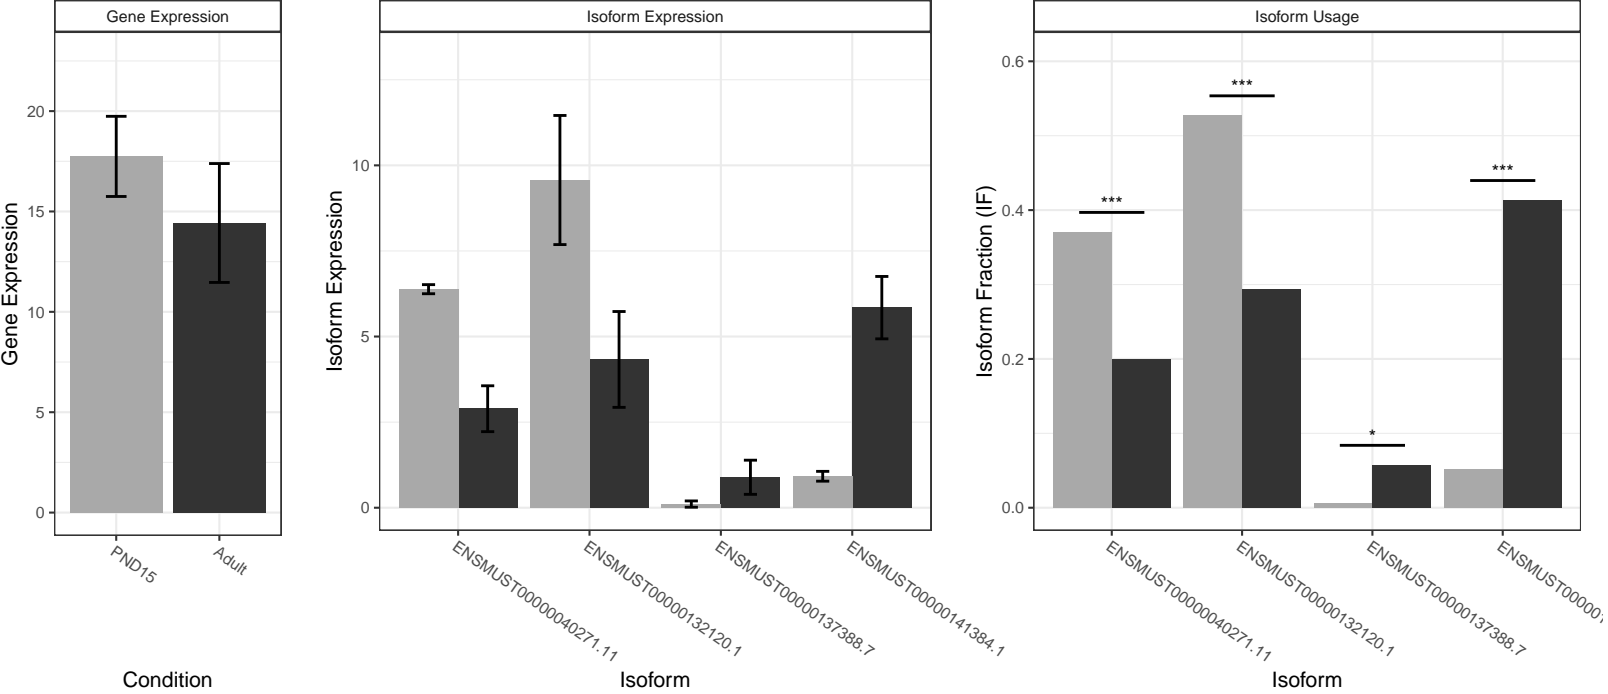 Gene Expression
Isoform Expression
Isoform Usage
Gene Expression
20
15
10
5
0
PND15
Adult
Condition
Isoform Expression
10
5
0
ENSMUST00000040271.11
ENSMUST00000132120.1
ENSMUST00000137388.7
ENSMUST00000141384.1
Isoform
Isoform Fraction (IF)
0.6
0.4
0.2
0.0
***
***
*
***
ENSMUST00000040271.11
ENSMUST00000132120.1
ENSMUST00000137388.7
Isoform